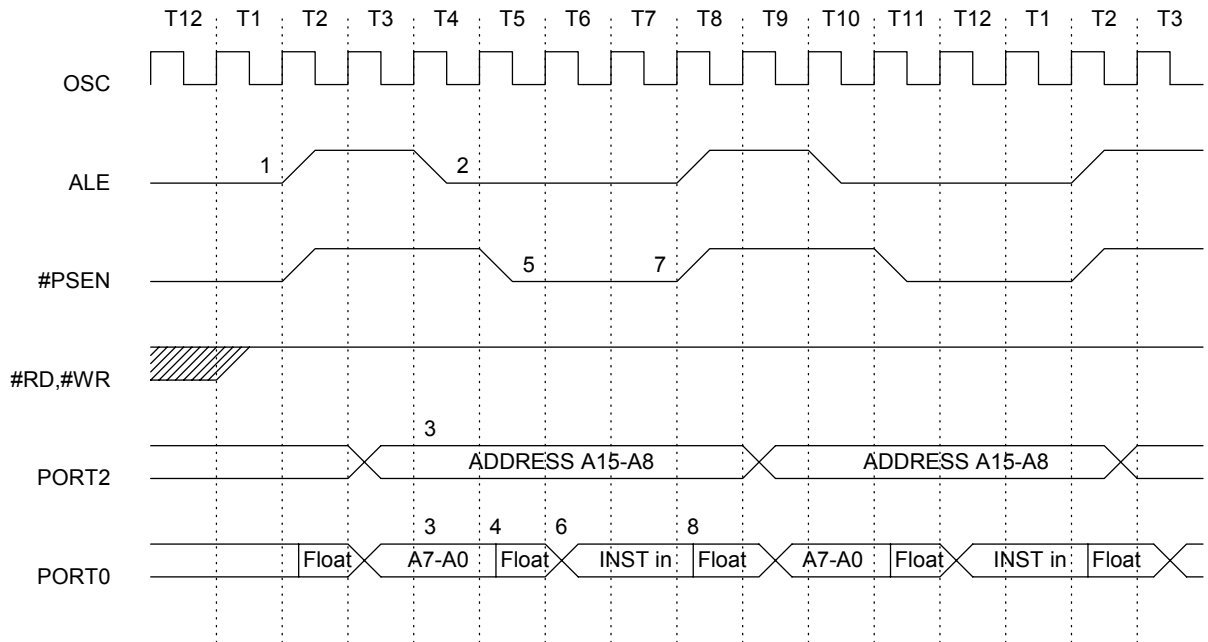 T12 T1 T2 T3 T4 T5 T6 T7 T8 T9 T10 T11 T12 T1 T2 T3
OSC
1 2
ALE
5 7
#PSEN
#RD,#WR
3
ADDRESS A15-A8 ADDRESS A15-A8
PORT2
3 4 6 8
Float A7-A0 Float INST in Float A7-A0 Float INST in Float
PORT0